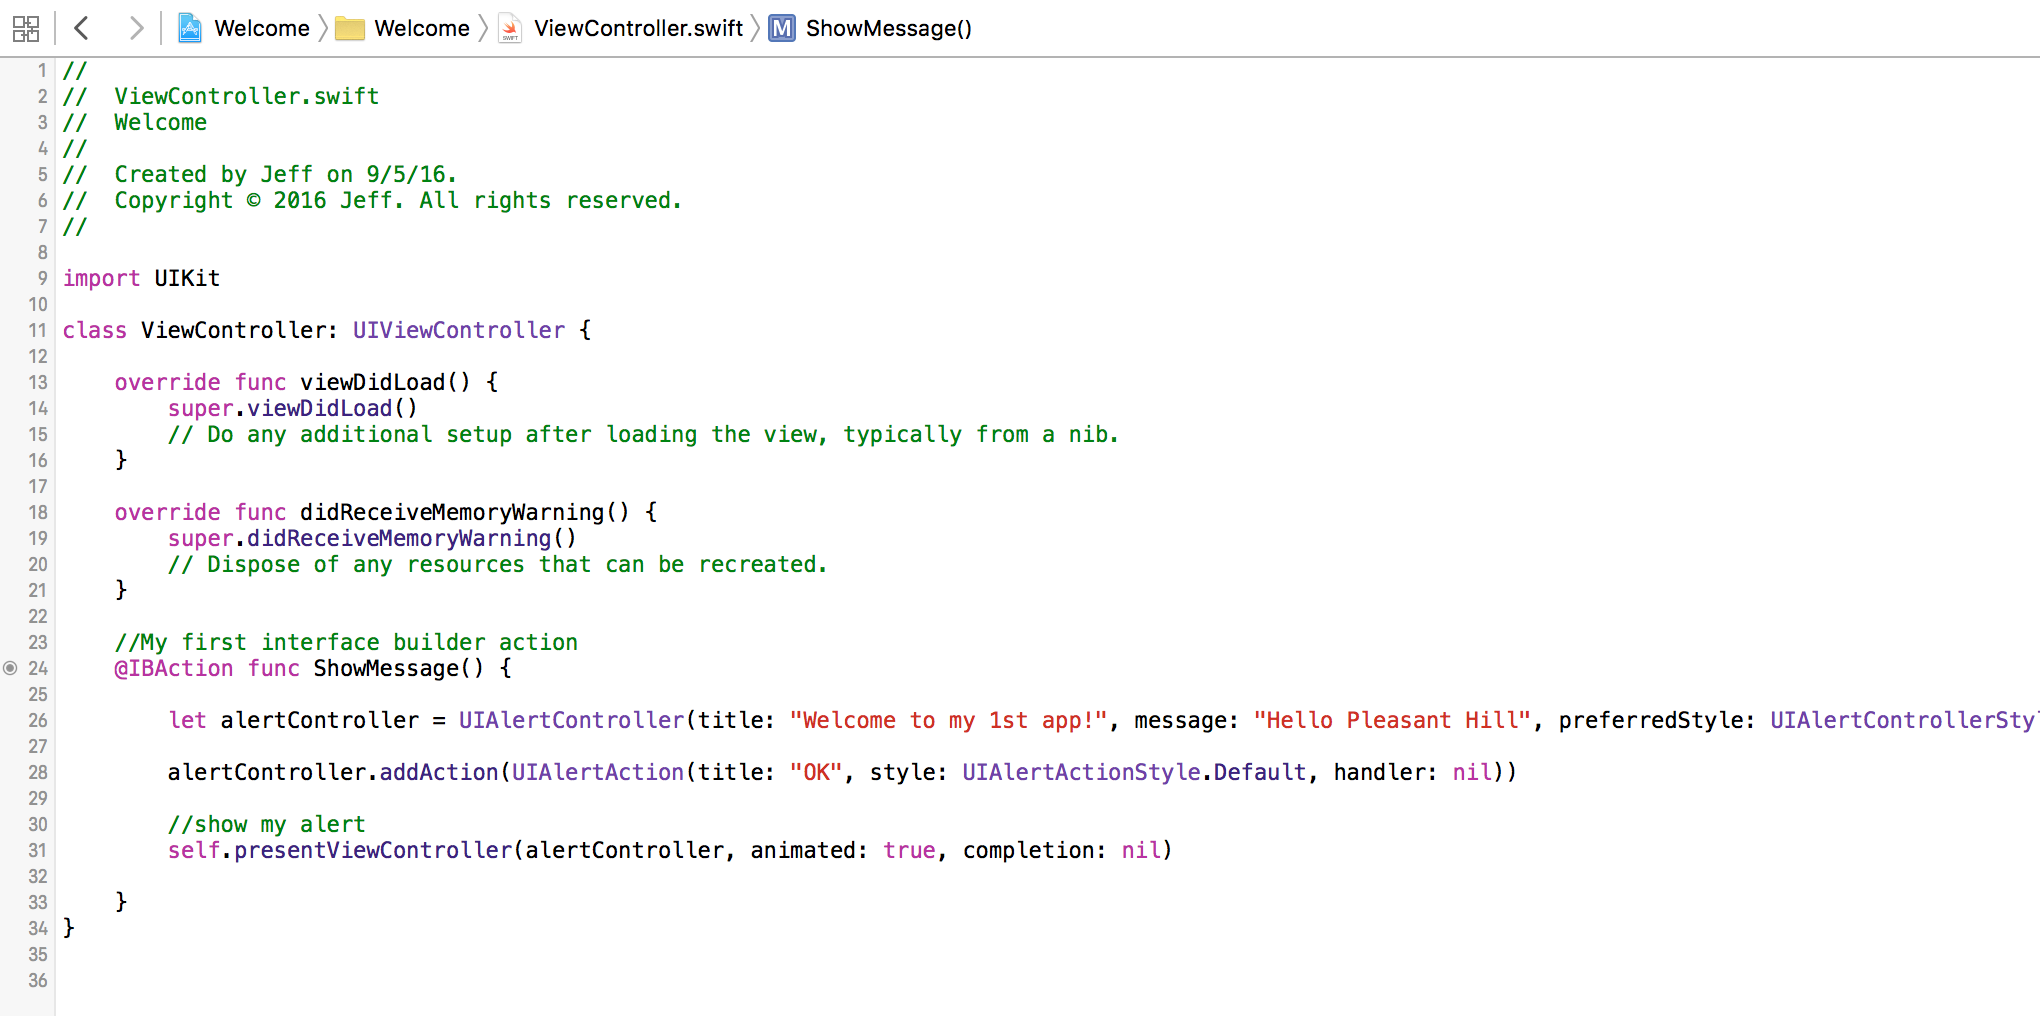 Welcome Welcome SWIFT ViewController.swift M ShowMessage()
1 //
2 //  ViewController.swift
3 //  Welcome
4 //
5 //  Created by Jeff on 9/5/16.
6 //  Copyright © 2016 Jeff. All rights reserved.
7 //
8
9 import UIKit
10
11 class ViewController: UIViewController {
12
13     override func viewDidLoad() {
14         super.viewDidLoad()
15         // Do any additional setup after loading the view, typically from a nib.
16     }
17
18     override func didReceiveMemoryWarning() {
19         super.didReceiveMemoryWarning()
20         // Dispose of any resources that can be recreated.
21     }
22
23     //My first interface builder action
24     @IBAction func ShowMessage() {
25
26         let alertController = UIAlertController(title: "Welcome to my 1st app!", message: "Hello Pleasant Hill", preferredStyle: UIAlertControllerSty
27
28         alertController.addAction(UIAlertAction(title: "OK", style: UIAlertActionStyle.Default, handler: nil))
29
30         //show my alert
31         self.presentViewController(alertController, animated: true, completion: nil)
32
33     }
34 }
35
36